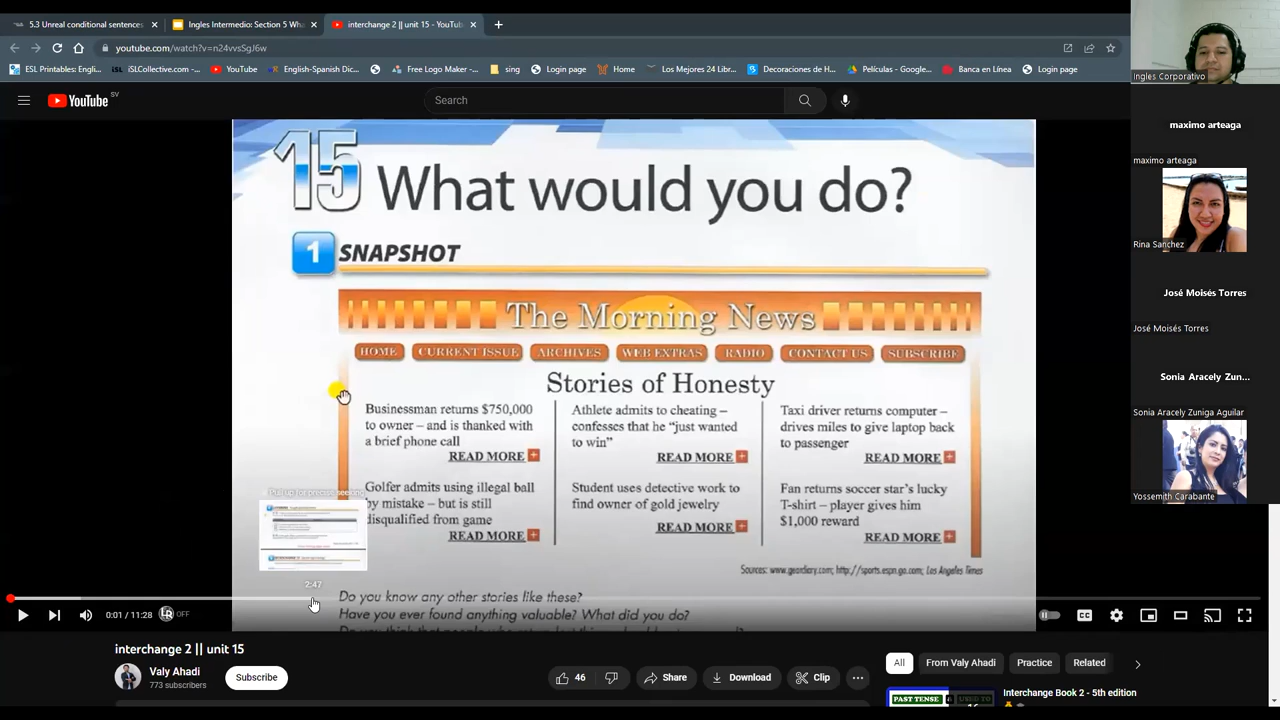 5.3 Unreal conditional sentences
Ingles Intermedio: Section 5 Wha
interchange 2 || unit 15 - YouTub
youtube.com/watch?v=n24vvsSgJ6w
ESL Printables: Engli...
iSL
iSLCollective.com -...
YouTube
English-Spanish Dic...
Free Logo Maker -...
sing
Login page
Home
Los Mejores 24 Libr...
Decoraciones de H...
Películas - Google...
Banca en Línea
Login page
YouTube SV
Search
15 What would you do?
1 SNAPSHOT
The Morning News
HOME CURRENT ISSUE ARCHIVES WEB EXTRAS RADIO CONTACT US SUBSCRIBE
Stories of Honesty
Businessman returns $750,000
to owner – and is thanked with
a brief phone call
READ MORE +
Athlete admits to cheating –
confesses that he “just wanted
to win”
READ MORE +
Taxi driver returns computer –
drives miles to give laptop back
to passenger
READ MORE +
Golfer admits using illegal ball
by mistake – but is still
disqualified from game
READ MORE +
Student uses detective work to
find owner of gold jewelry
READ MORE +
Fan returns soccer star’s lucky
T-shirt – player gives him
$1,000 reward
READ MORE +
Sources: www.geordiary.com; http://sports.espn.go.com; Los Angeles Times
Do you know any other stories like these?
Have you ever found anything valuable? What did you do?
Pull up for precise seeking
2:47
0:01 / 11:28
OFF
interchange 2 || unit 15
Valy Ahadi
773 subscribers
Subscribe
46
Share
Download
Clip
All
From Valy Ahadi
Practice
Related
PAST TENSE
Interchange Book 2 - 5th edition
Ingles Corporativo
maximo arteaga
maximo arteaga
Rina Sanchez
José Moisés Torres
José Moisés Torres
Sonia Aracely Zun...
Sonia Aracely Zuniga Aguilar
Yossemith Carabante